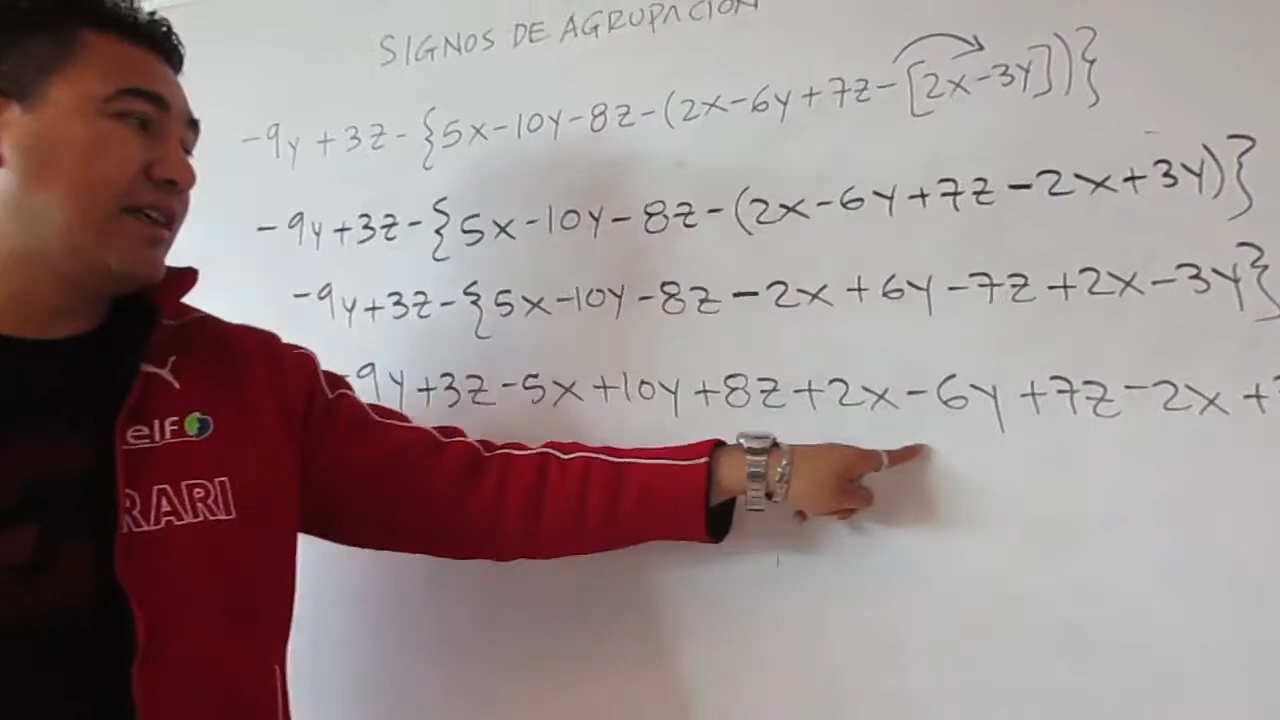 SIGNOS DE AGRUPACION
-9y+3z-{5x-10y-8z-(2x-6y+7z-[2x-3y])}
-9y+3z-{5x-10y-8z-(2x-6y+7z-2x+3y)}
-9y+3z-{5x-10y-8z-2x+6y-7z+2x-3y}
-9y+3z-5x+10y+8z+2x-6y+7z-2x+
elf
RARI